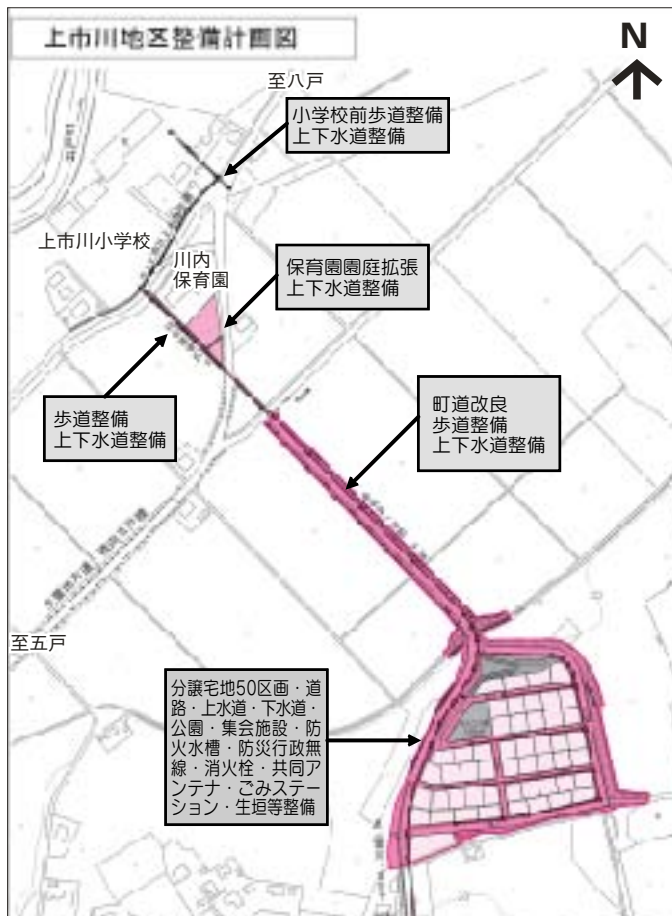 上市川地区整備計画図
N
至八戸
小学校前歩道整備
上下水道整備
上市川小学校
川内
保育園
保育園園庭拡張
上下水道整備
歩道整備
上下水道整備
町道改良
歩道整備
上下水道整備
至五戸
分譲宅地50区画・道
路・上水道・下水道・
公園・集会施設・防
火水槽・防災行政無
線・消火栓・共同ア
ンテナ・ごみステー
ション・生垣等整備